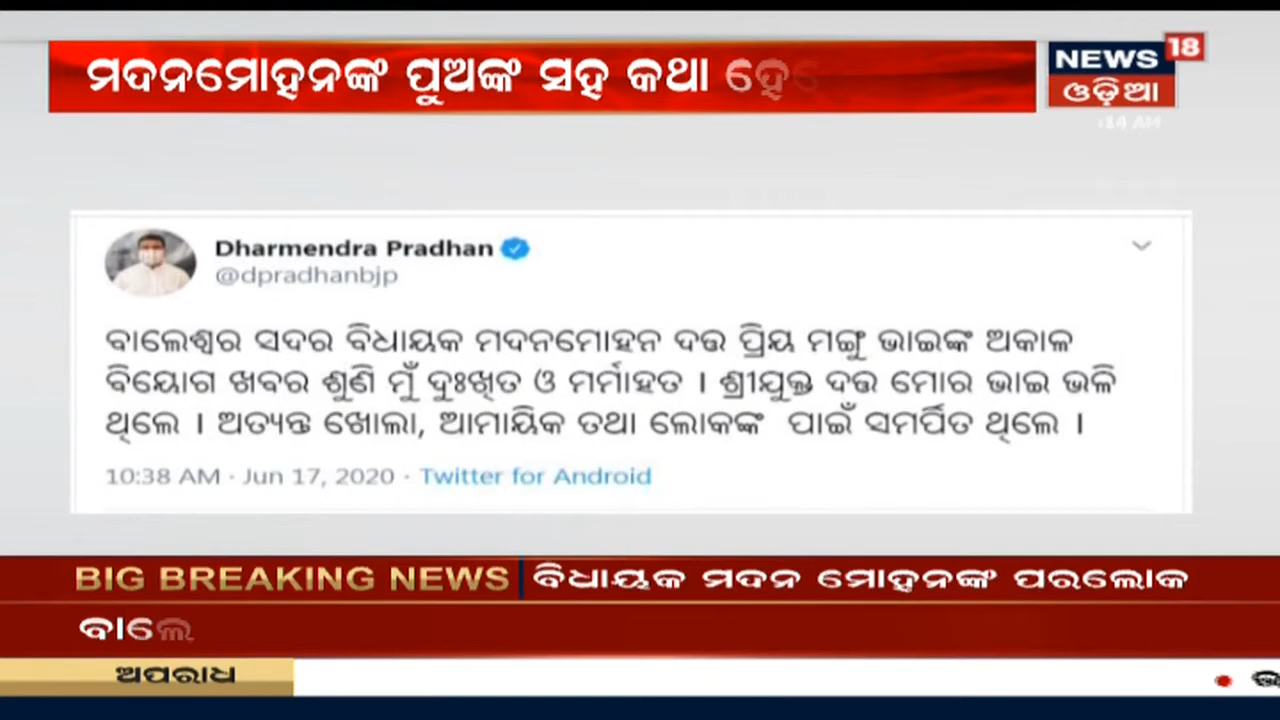 ମଦନମୋହନଙ୍କ ପୁଅଙ୍କ ସହ କଥା
NEWS 18
ଓଡ଼ିଆ
:14 AM
Dharmendra Pradhan
@dpradhanbjp
ବାଲେଶ୍ୱର ସଦର ବିଧାୟକ ମଦନମୋହନ ଦତ୍ତ ପ୍ରିୟ ମଙ୍ଗୁ ଭାଇଙ୍କ ଅକାଳ
ବିୟୋଗ ଖବର ଶୁଣି ମୁଁ ଦୁଃଖିତ ଓ ମର୍ମାହତ । ଶ୍ରୀଯୁକ୍ତ ଦତ୍ତ ମୋର ଭାଇ ଭଳି
ଥିଲେ । ଅତ୍ୟନ୍ତ ଖୋଲା, ଆମାୟିକ ତଥା ଲୋକଙ୍କ ପାଇଁ ସମର୍ପିତ ଥିଲେ ।
10:38 AM · Jun 17, 2020 · Twitter for Android
BIG BREAKING NEWS ବିଧାୟକ ମଦନ ମୋହନଙ୍କ ପରଲୋକ
ବାଲେ
ଅପରାଧ